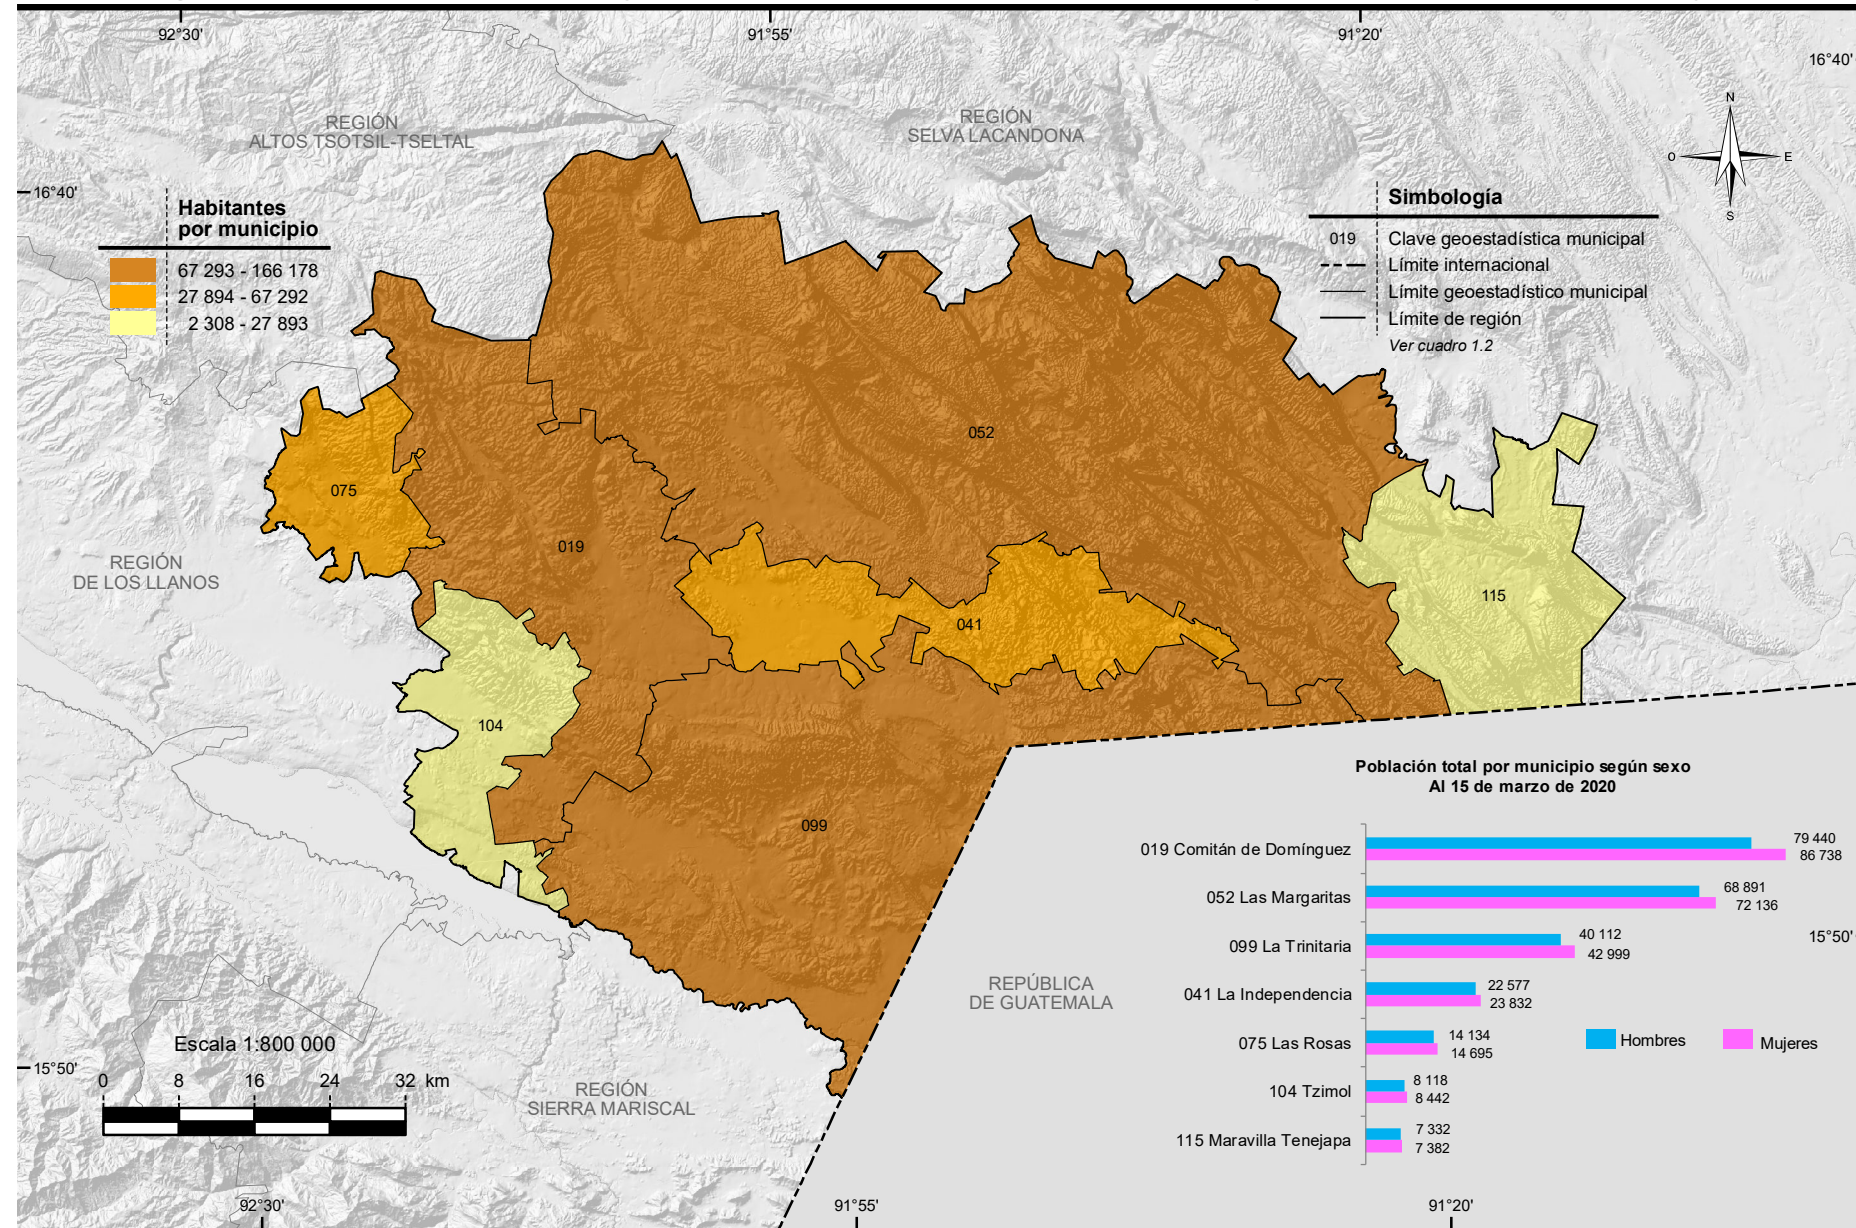 92°30'
91°55'
91°20'
16°40'
REGIÓN
ALTOS TSOTSIL-TSELTAL
REGIÓN
SELVA LACANDONA
N
O
E
S
16°40'
Habitantes
por municipio
67 293 - 166 178
27 894 - 67 292
2 308 - 27 893
Simbología
019 Clave geoestadística municipal
Límite internacional
Límite geoestadístico municipal
Límite de región
Ver cuadro 1.2
052
075
019
REGIÓN
DE LOS LLANOS
115
041
104
099
Población total por municipio según sexo
Al 15 de marzo de 2020
019 Comitán de Domínguez
79 440
86 738
052 Las Margaritas
68 891
72 136
099 La Trinitaria
40 112
42 999
15°50'
041 La Independencia
22 577
23 832
075 Las Rosas
14 134
14 695
Hombres
Mujeres
104 Tzimol
8 118
8 442
115 Maravilla Tenejapa
7 332
7 382
REPÚBLICA
DE GUATEMALA
Escala 1:800 000
15°50'
0 8 16 24 32 km
REGIÓN
SIERRA MARISCAL
92°30'
91°55'
91°20'